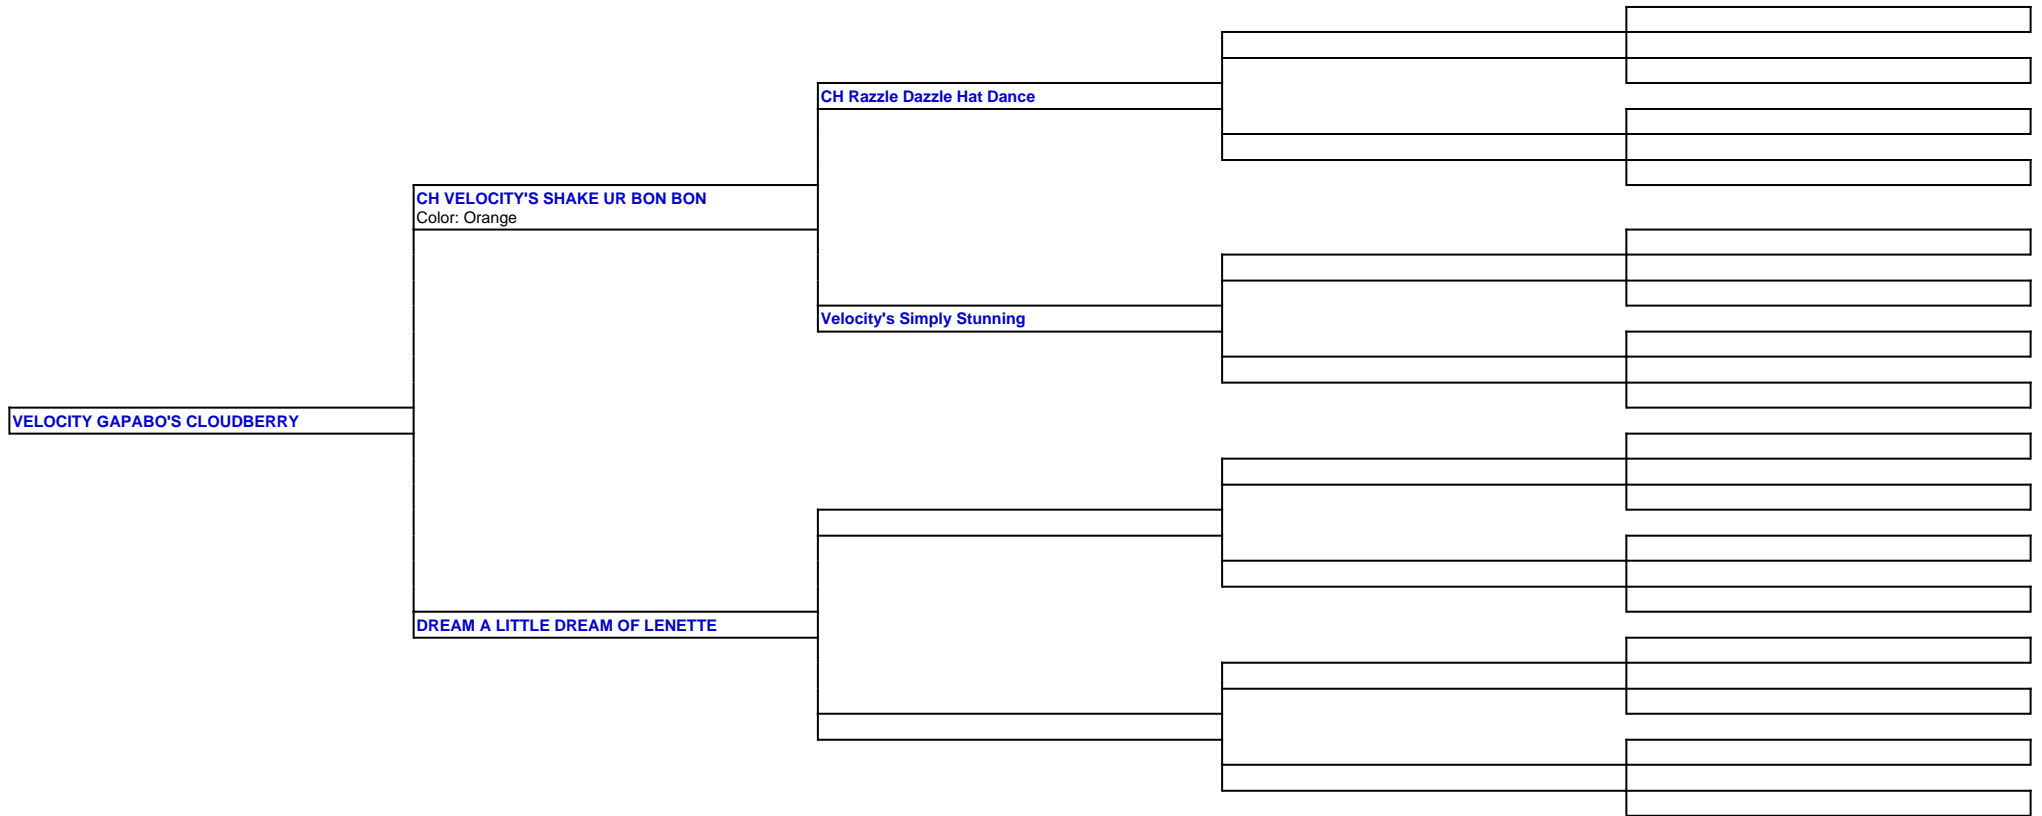 CH Razzle Dazzle Hat Dance
CH VELOCITY'S SHAKE UR BON BON
Color: Orange
Velocity's Simply Stunning
VELOCITY GAPABO'S CLOUDBERRY
DREAM A LITTLE DREAM OF LENETTE